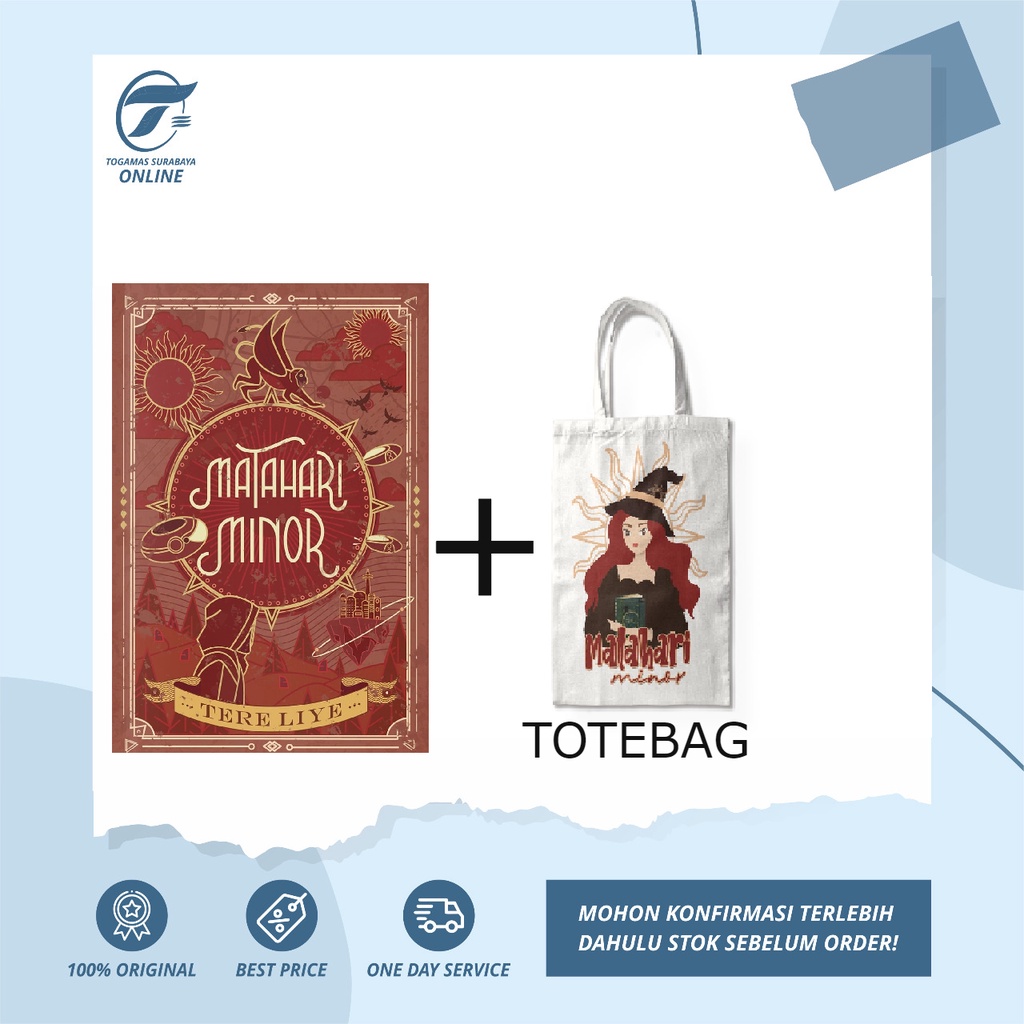 TOGAMAS SURABAYA
ONLINE
MATAHARI
MINOR
TERE LIYE
+
Matahari
minor
TOTEBAG
100% ORIGINAL
BEST PRICE
ONE DAY SERVICE
MOHON KONFIRMASI TERLEBIH
DAHULU STOK SEBELUM ORDER!